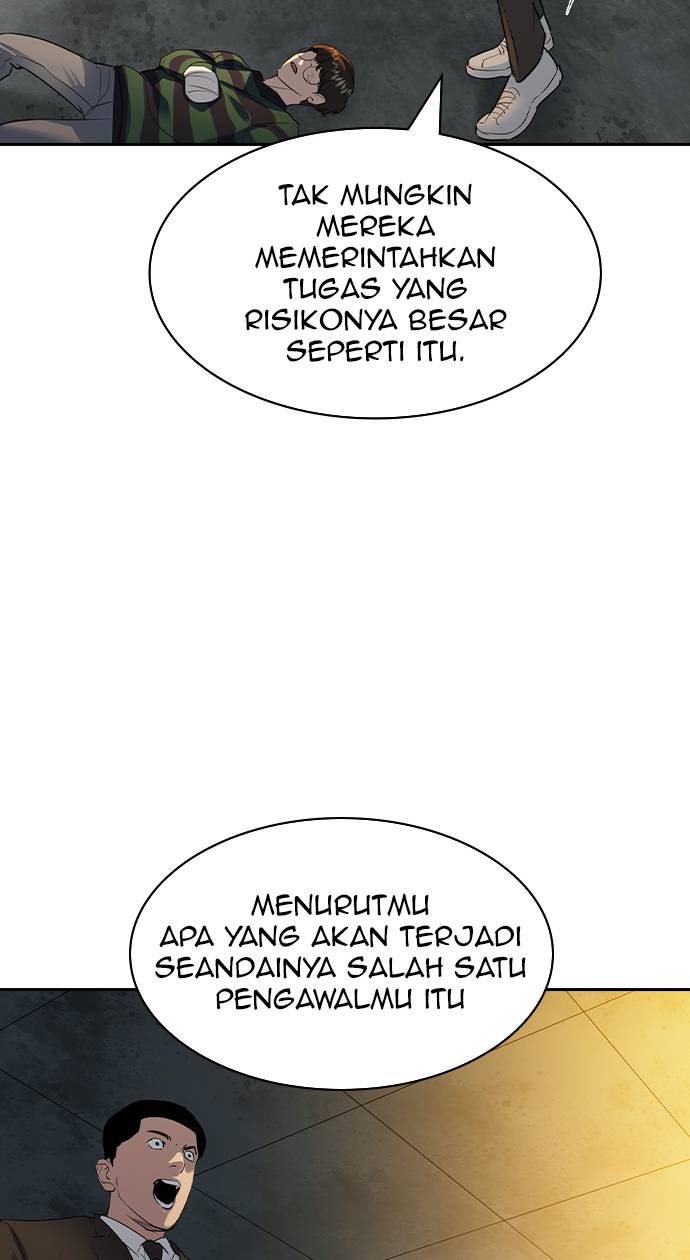 TAK MUNGKIN
MEREKA
MEMERINTAHKAN
TUGAS YANG
RISIKONYA BESAR
SEPERTI ITU.
MENURUTMU
APA YANG AKAN TERJADI
SEANDAINYA SALAH SATU
PENGAWALMU ITU